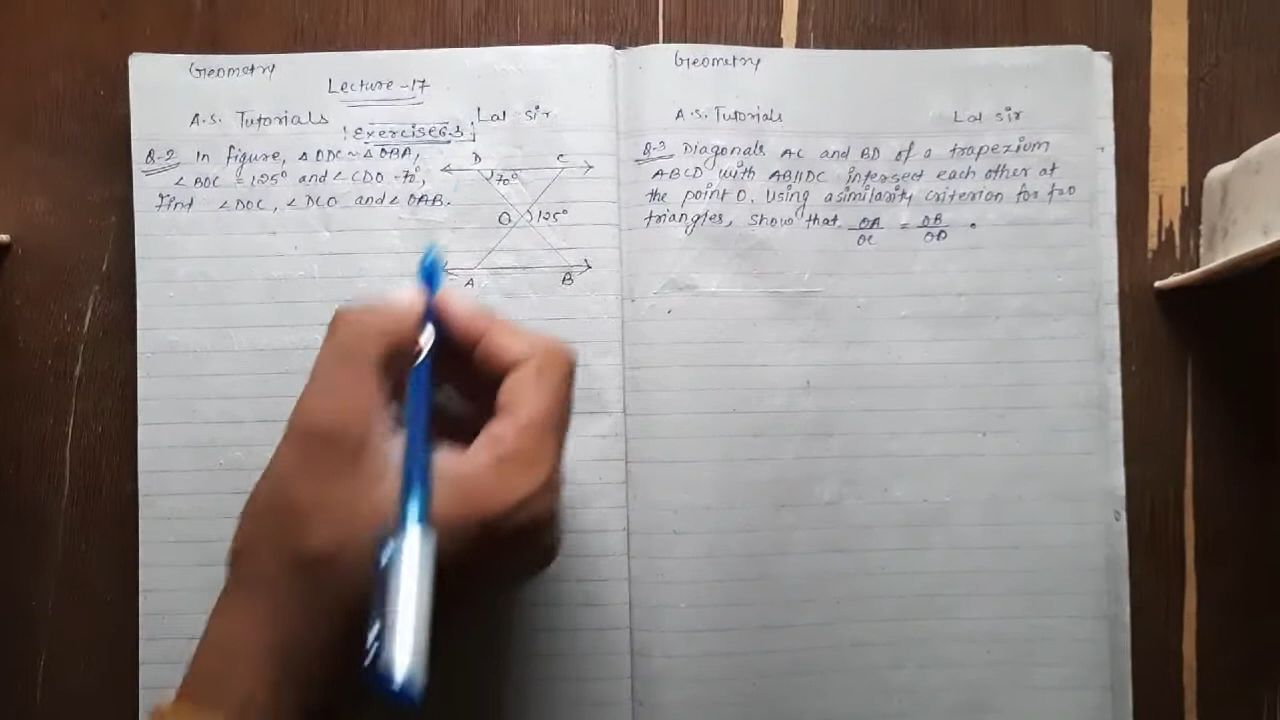 Geometry
Lecture-17
A.S. Tutorials
Lal sir
Exercise 6.3
Q-2 In figure, △ODC ~ △OBA,
∠BOC = 125° and ∠CDO = 70°,
Find ∠DOC, ∠DCO and ∠OAB.
D
C
70°
O
125°
A
B
Geometry
A.S. Tutorials
Lal sir
Q-3 Diagonals AC and BD of a trapezium
ABCD with AB||DC intersect each other at
the point O. Using a similarity criterion for two
triangles, show that OA/OC = OB/OD .